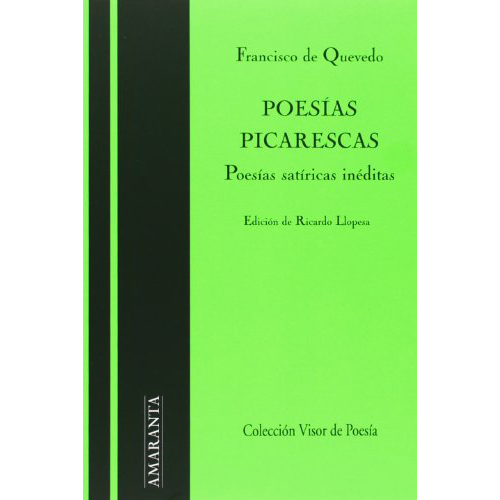 Francisco de Quevedo
POESÍAS
PICARESCAS
Poesías satíricas inéditas
Edición de Ricardo Llopesa
Colección Visor de Poesía
AMARANTA